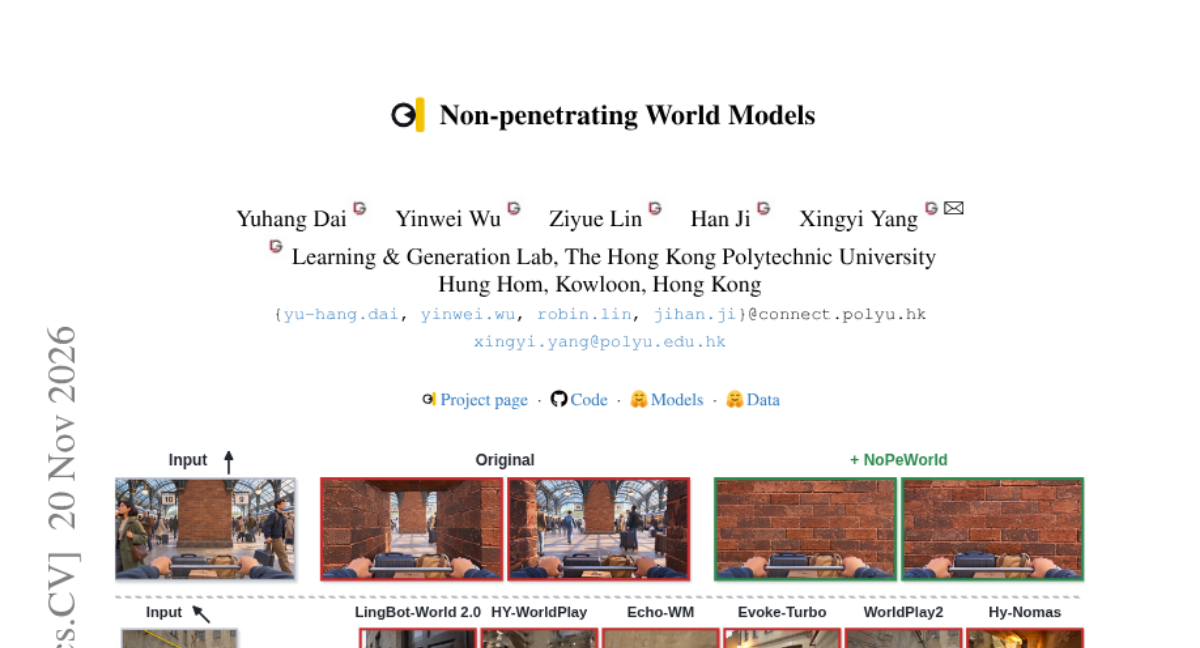 Non-penetrating World Models
Yuhang Dai Yinwei Wu Ziyue Lin Han Ji Xingyi Yang
Learning & Generation Lab, The Hong Kong Polytechnic University
Hung Hom, Kowloon, Hong Kong
{yu-hang.dai, yinwei.wu, robin.lin, jihan.ji}@connect.polyu.hk
xingyi.yang@polyu.edu.hk
Project page · Code · Models · Data
cs.CV] 20 Nov 2026
Input Original + NoPeWorld
10 9
Input LingBot-World 2.0 HY-WorldPlay Echo-WM Evoke-Turbo WorldPlay2 Hy-Nomas